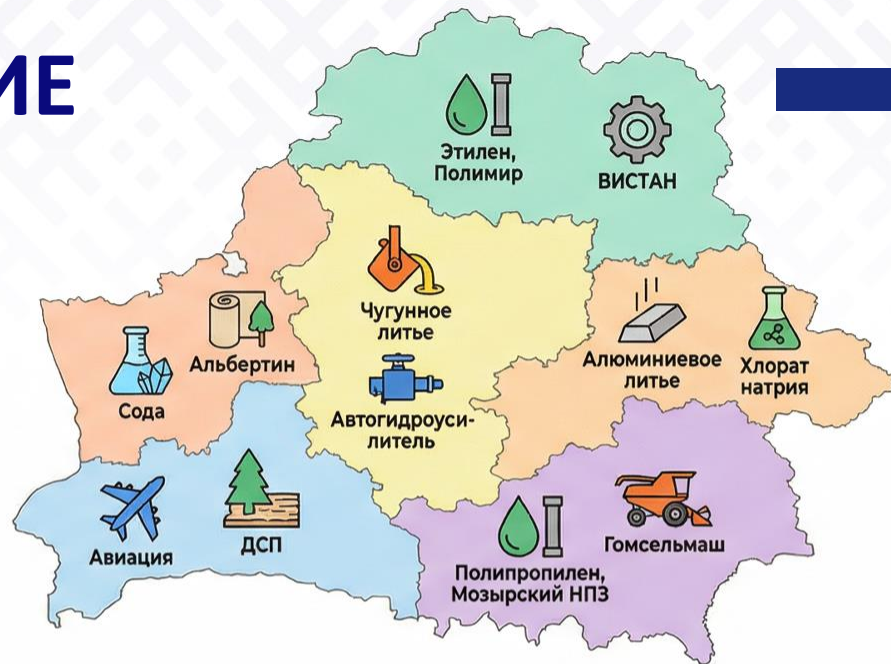 ИЕ
Этилен,
Полимир
ВИСТАН
Чугунное
литье
Альбертин
Сода
Автогидроуси-
литель
Алюминиевое
литье
Хлорат
натрия
Авиация
ДСП
Полипропилен,
Мозырский НПЗ
Гомсельмаш